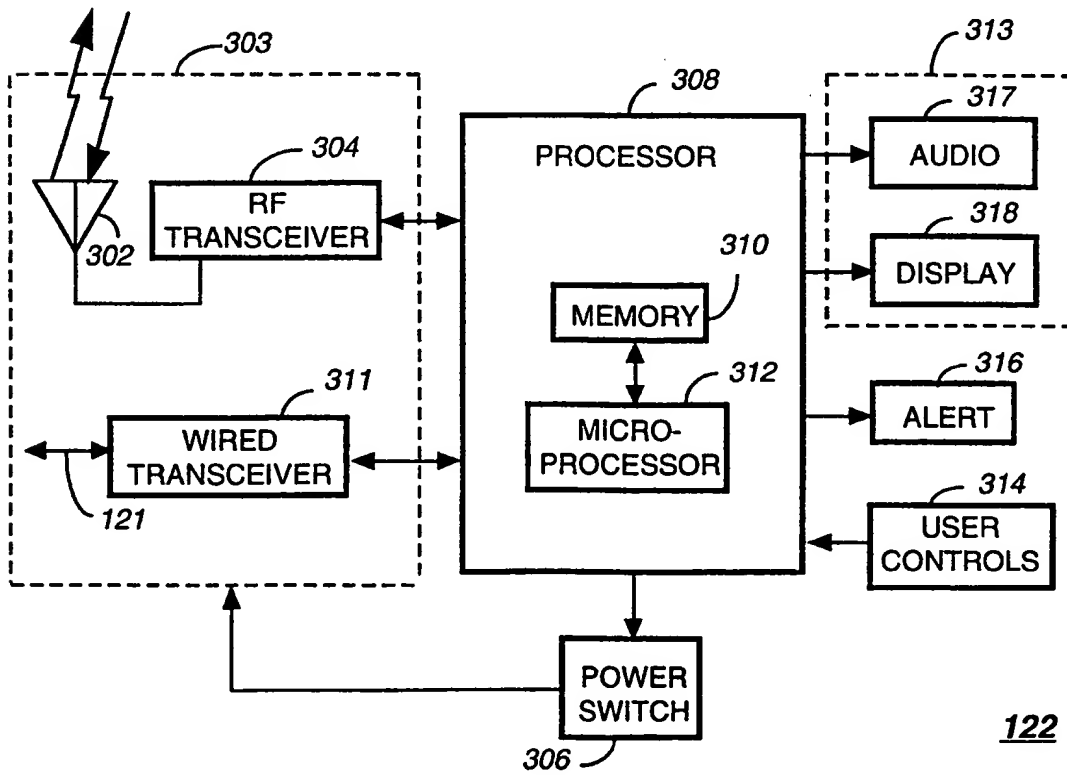 303
308
313
317
304
PROCESSOR
AUDIO
RF
TRANSCEIVER
302
318
310
DISPLAY
MEMORY
311
312
316
WIRED
TRANSCEIVER
MICRO-
PROCESSOR
ALERT
121
314
USER
CONTROLS
POWER
SWITCH
306
122